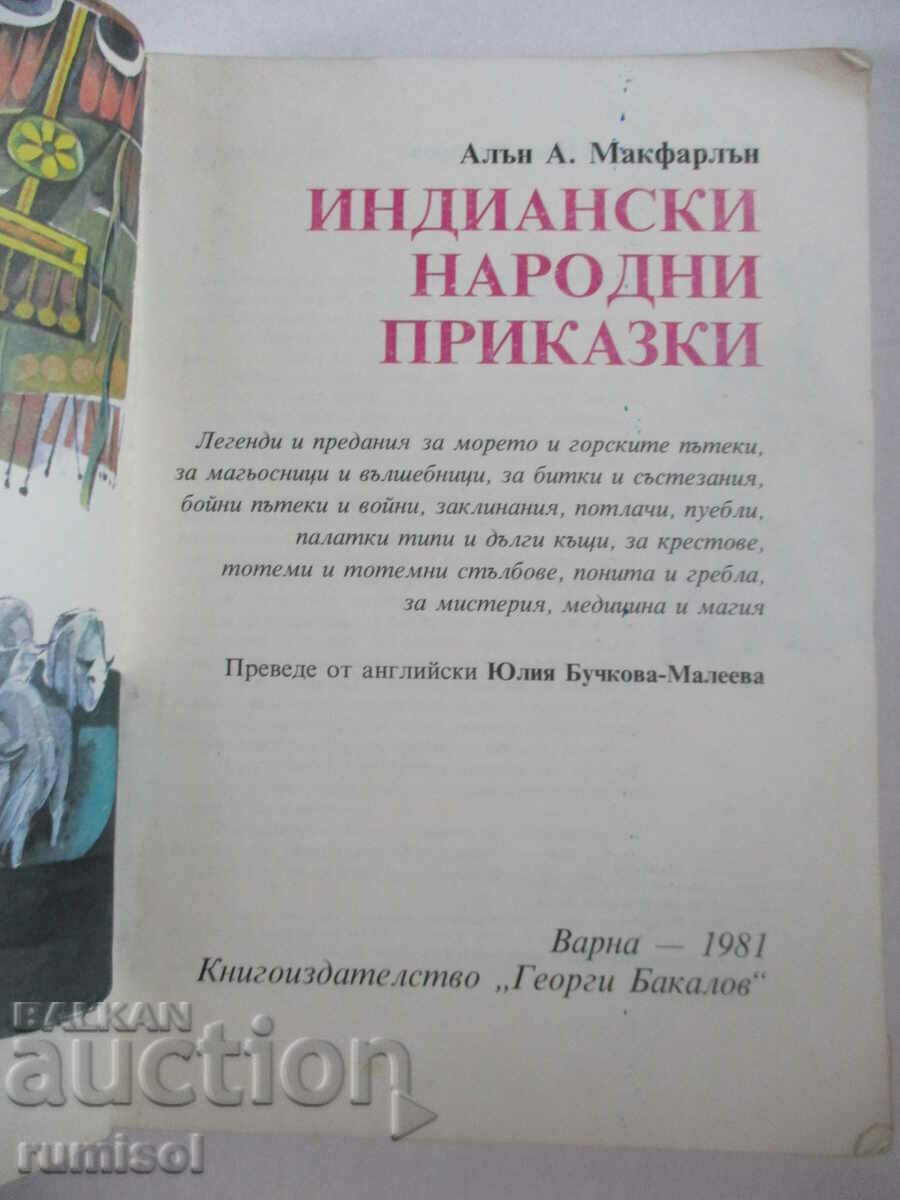 Алън А. Макфарлън
ИНДИАНСКИ
НАРОДНИ
ПРИКАЗКИ
Легенди и предания за морето и горските пътеки,
за магьосници и вълшебници, за битки и състезания,
бойни пътеки и войни, заклинания, потлачи, пуебли,
палатки типи и дълги къщи, за крестове,
тотеми и тотемни стълбове, понита и гребла,
за мистерия, медицина и магия
Преведе от английски Юлия Бучкова-Малеева
Варна — 1981
Книгоиздателство „Георги Бакалов“
BALKAN
auction
rumisol